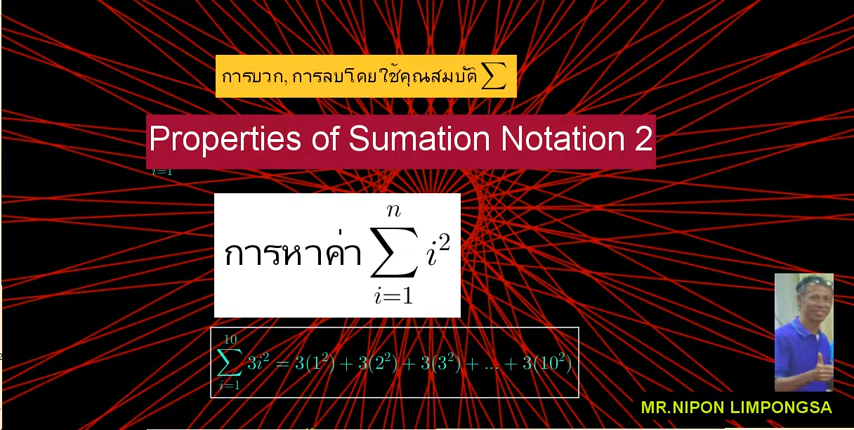 การบวก, การลบโดยใช้คุณสมบัติ ∑
Properties of Sumation Notation 2
i=1
การหาค่า ∑_{i=1}^{n} i²
∑_{i=1}^{10} 3i² = 3(1²) + 3(2²) + 3(3²) + ... + 3(10²)
MR.NIPON LIMPONGSA